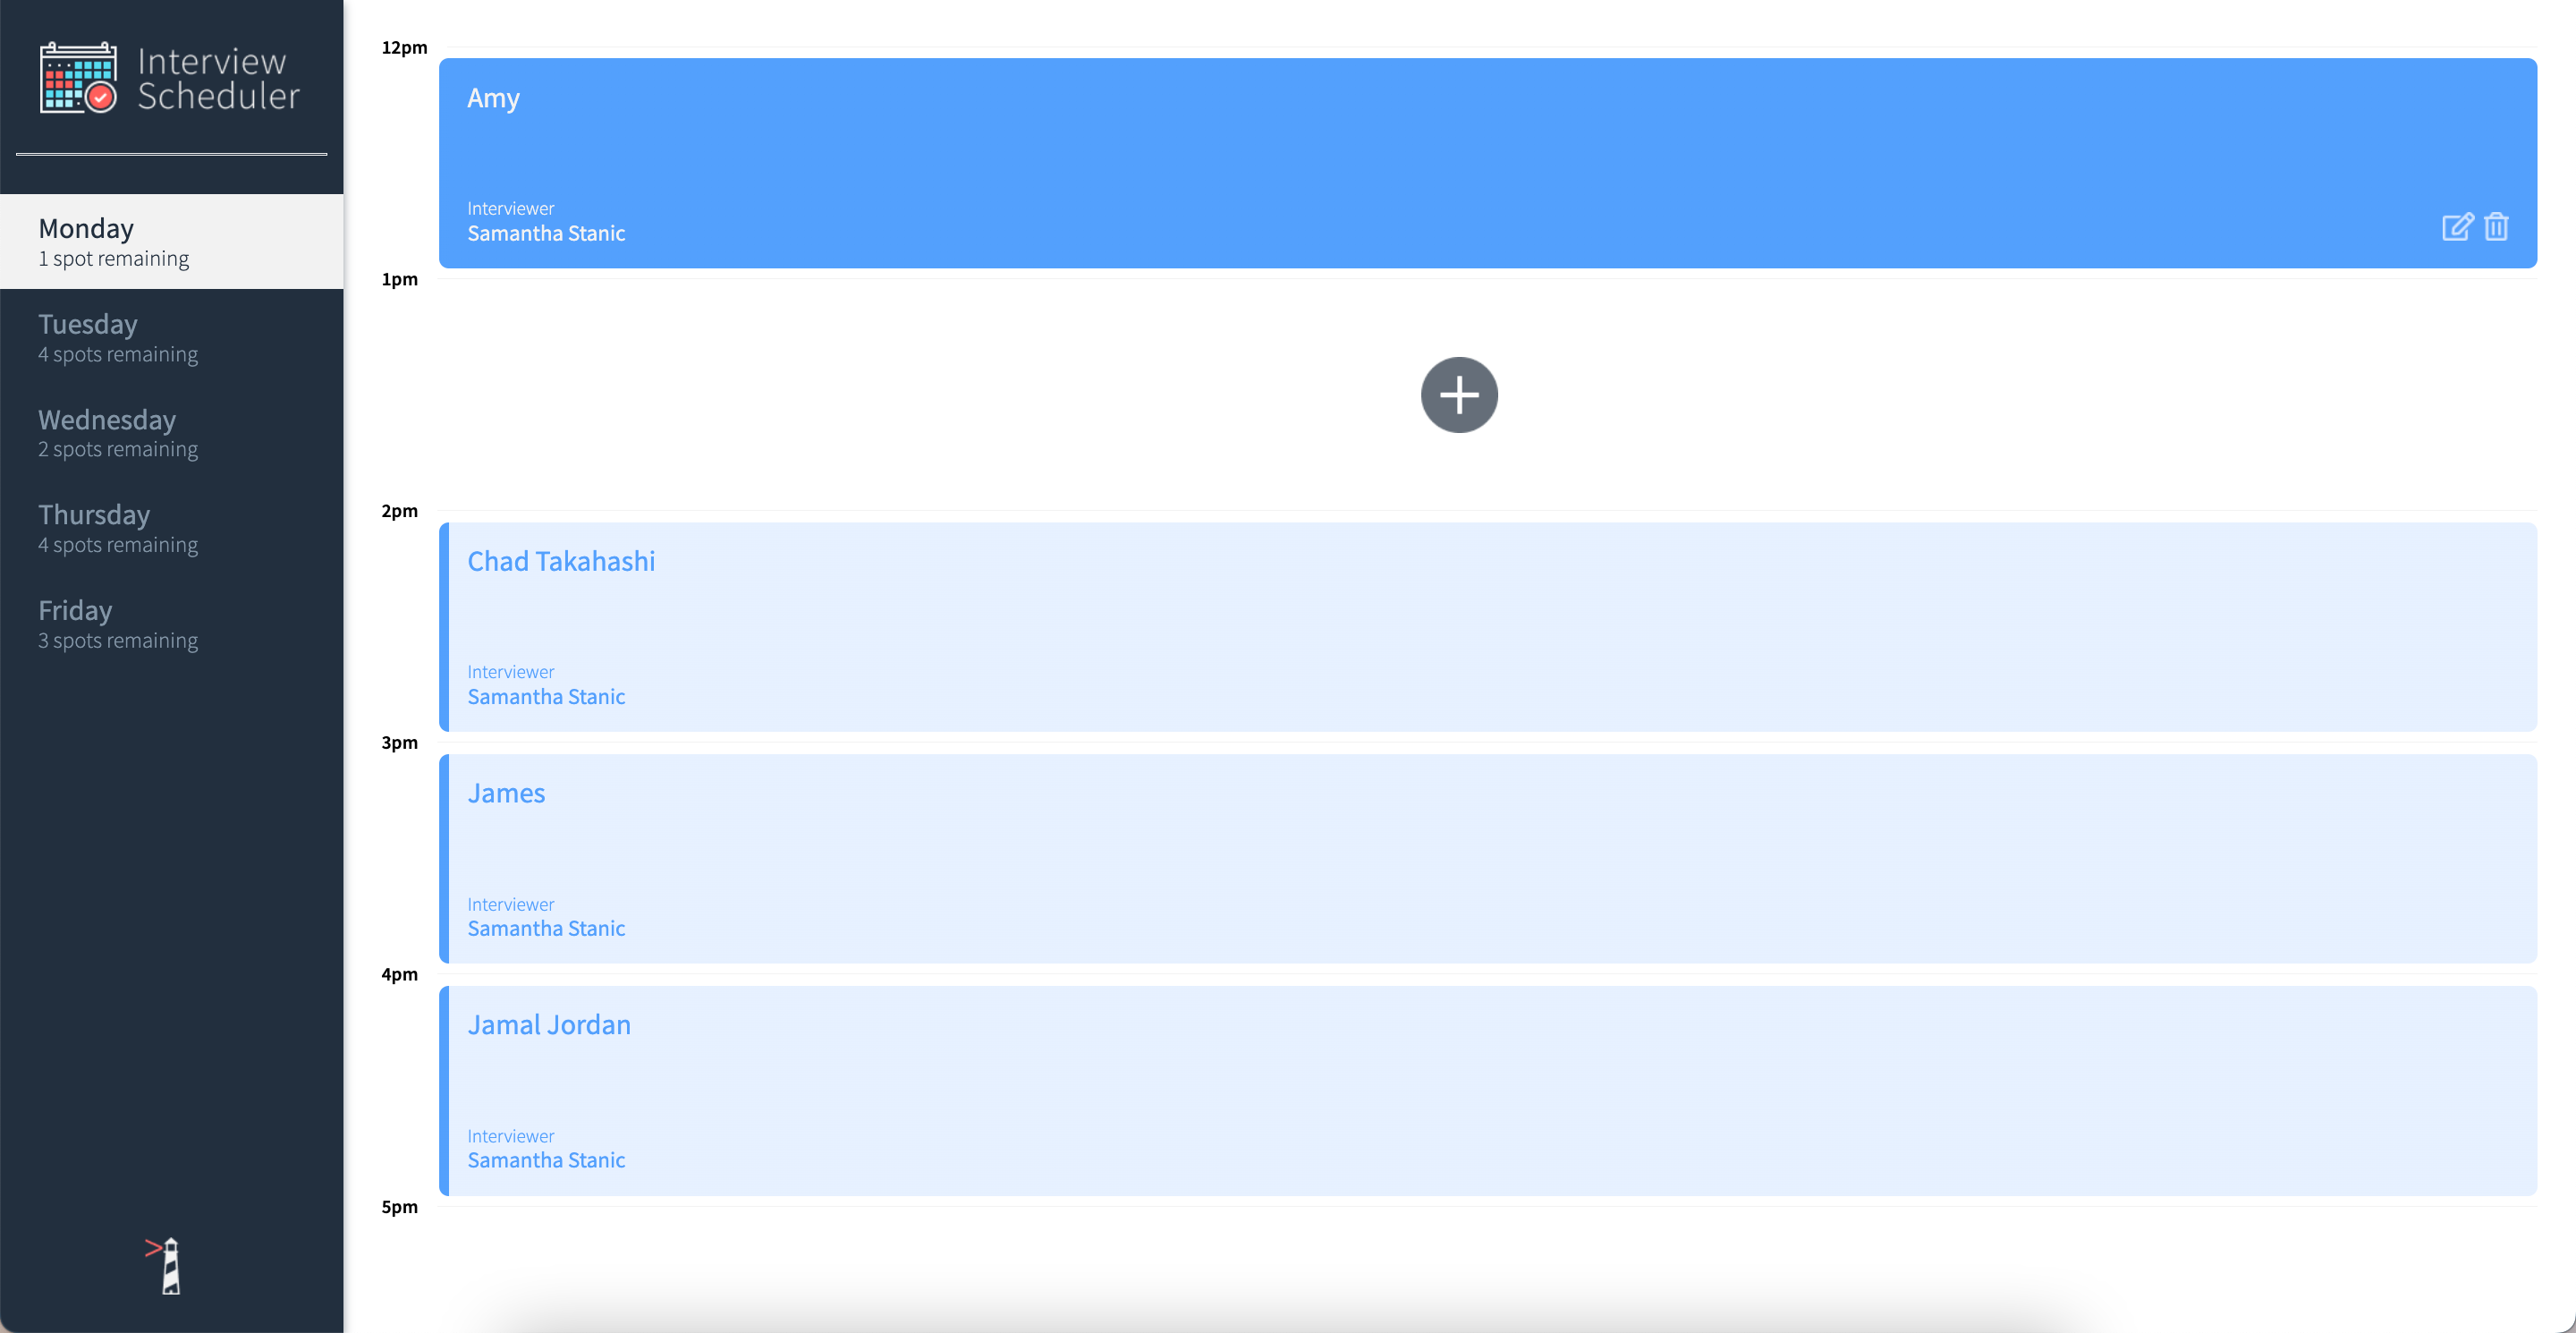 Interview
Scheduler
Monday
1 spot remaining
Tuesday
4 spots remaining
Wednesday
2 spots remaining
Thursday
4 spots remaining
Friday
3 spots remaining
12pm
Amy
Interviewer
Samantha Stanic
1pm
2pm
Chad Takahashi
Interviewer
Samantha Stanic
3pm
James
Interviewer
Samantha Stanic
4pm
Jamal Jordan
Interviewer
Samantha Stanic
5pm